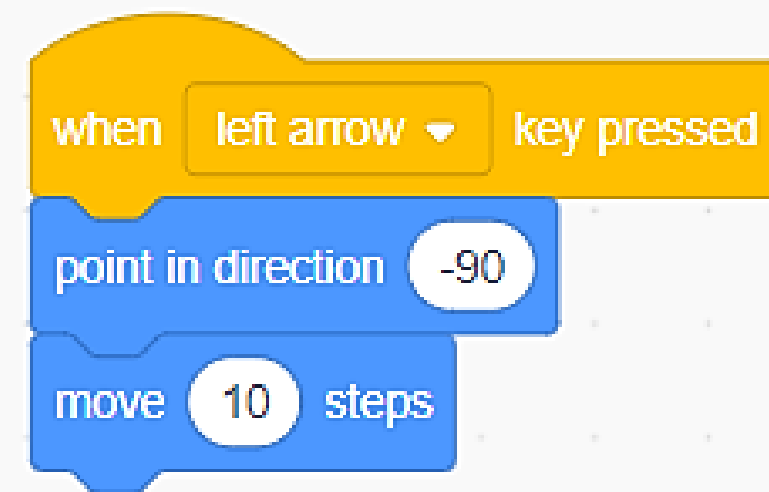 when left arrow key pressed
point in direction -90
move 10 steps